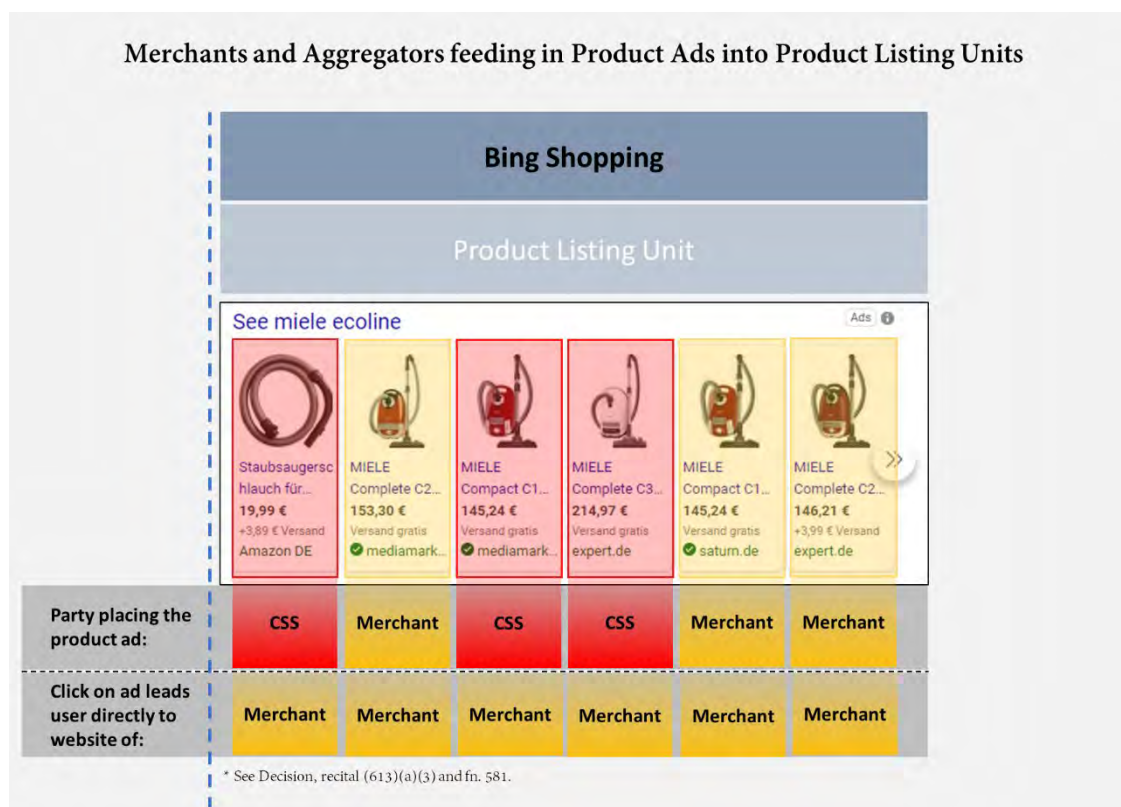 Merchants and Aggregators feeding in Product Ads into Product Listing Units
Bing Shopping
Product Listing Unit
See miele ecoline
Ads
Staubsaugersc
hlauch für...
19,99 €
+3,89 € Versand
Amazon DE
MIELE
Complete C2...
153,30 €
Versand gratis
mediamark...
MIELE
Compact C1...
145,24 €
Versand gratis
mediamark...
MIELE
Complete C3...
214,97 €
Versand gratis
expert.de
MIELE
Compact C1...
145,24 €
Versand gratis
saturn.de
MIELE
Complete C2...
146,21 €
+3,99 € Versand
expert.de
Party placing the
product ad:
CSS
Merchant
CSS
CSS
Merchant
Merchant
Click on ad leads
user directly to
website of:
Merchant
Merchant
Merchant
Merchant
Merchant
Merchant
* See Decision, recital (613)(a)(3) and fn. 581.